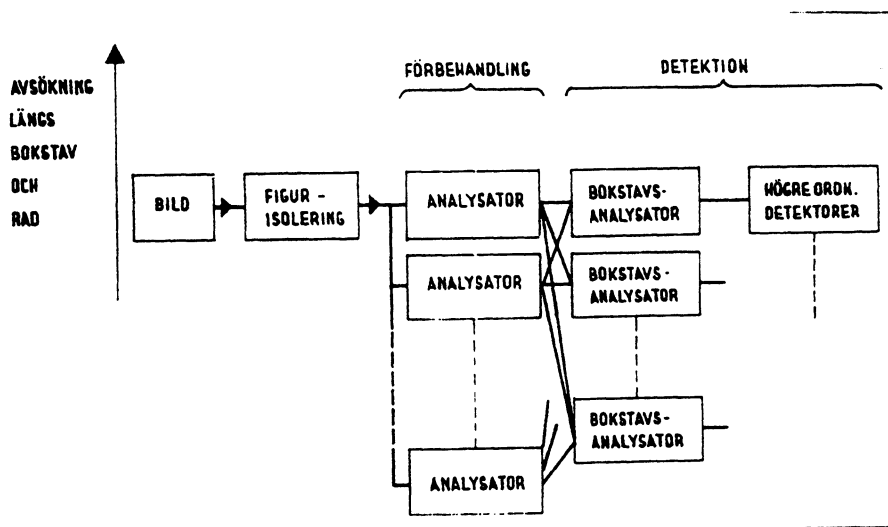 FÖRBEHANDLING
DETEKTION
AVSÖKNING
LÄNGS
BOKSTAV
OCH
RAD
BILD
FIGUR -
ISOLERING
ANALYSATOR
BOKSTAVS-
ANALYSATOR
HÖGRE ORDN.
DETEKTORER
ANALYSATOR
BOKSTAVS-
ANALYSATOR
BOKSTAVS-
ANALYSATOR
ANALYSATOR